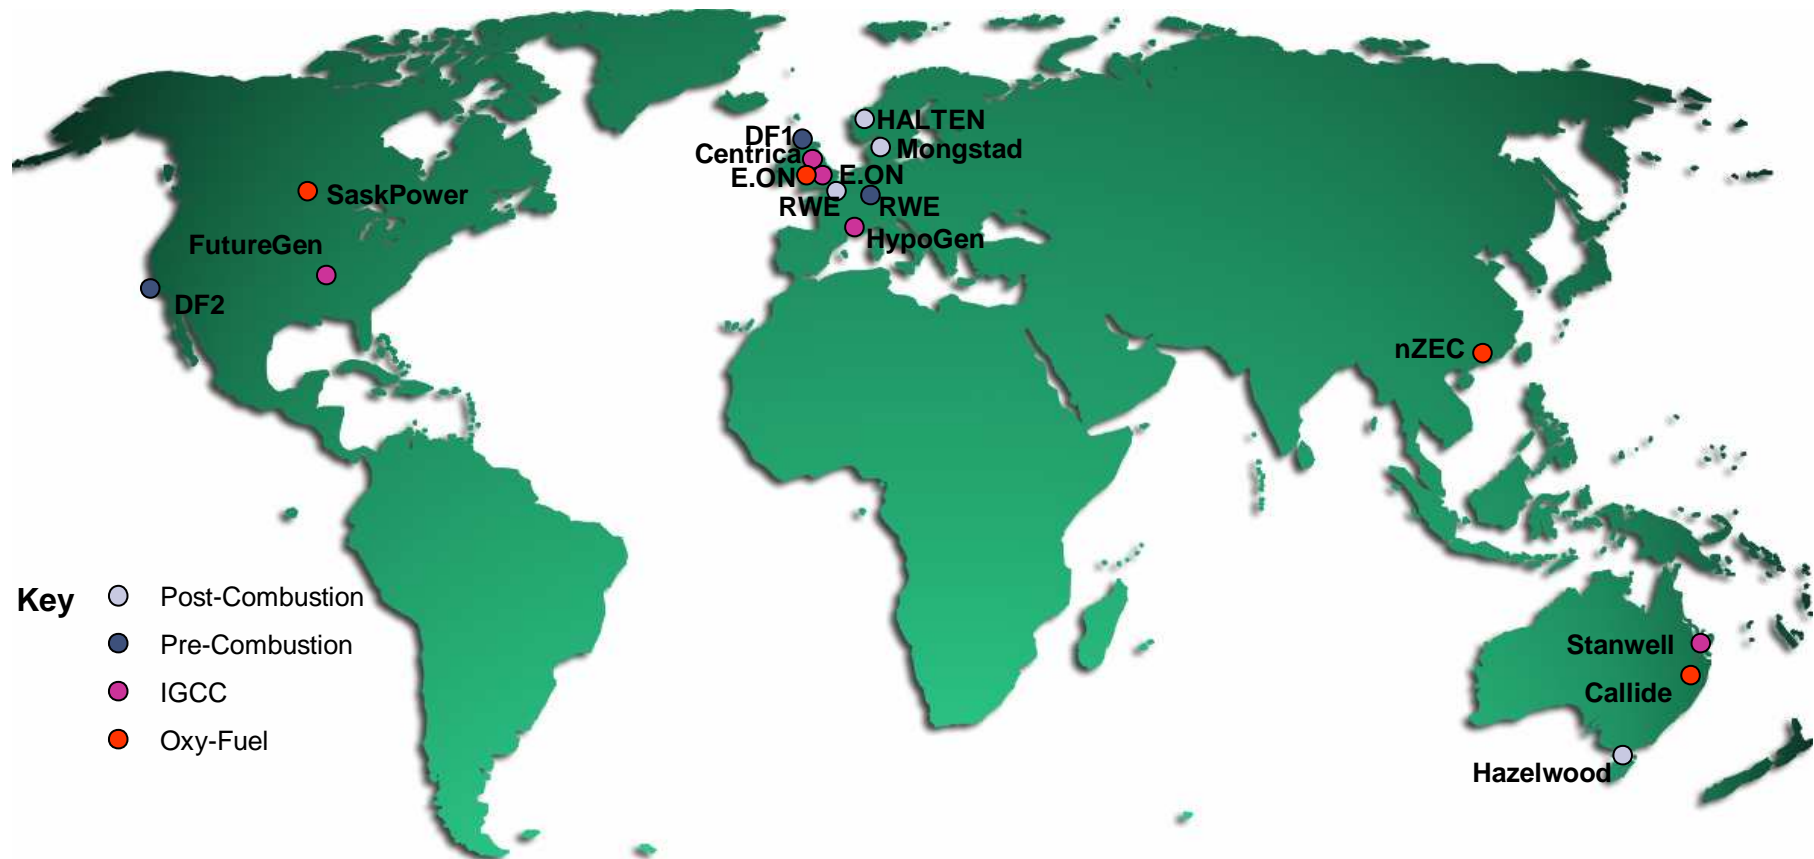 HALTEN
DF1
Mongstad
Centrica
E.ON
E.ON
SaskPower
RWE
RWE
FutureGen
HypoGen
DF2
nZEC
Key
Post-Combustion
Pre-Combustion
IGCC
Oxy-Fuel
Stanwell
Callide
Hazelwood